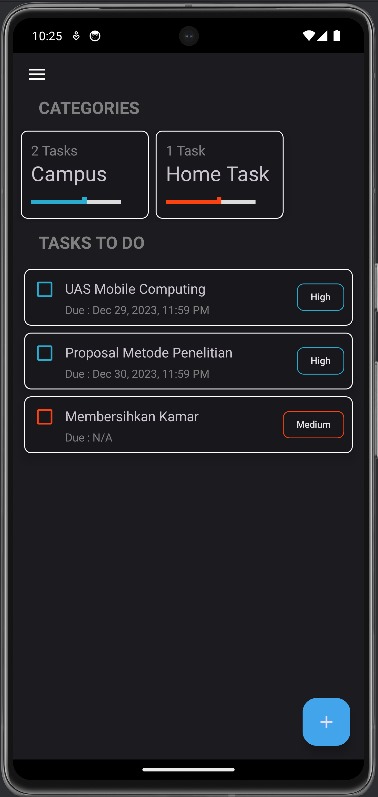 10:25
CATEGORIES
2 Tasks
Campus
1 Task
Home Task
TASKS TO DO
UAS Mobile Computing
Due : Dec 29, 2023, 11:59 PM
High
Proposal Metode Penelitian
Due : Dec 30, 2023, 11:59 PM
High
Membersihkan Kamar
Due : N/A
Medium
+